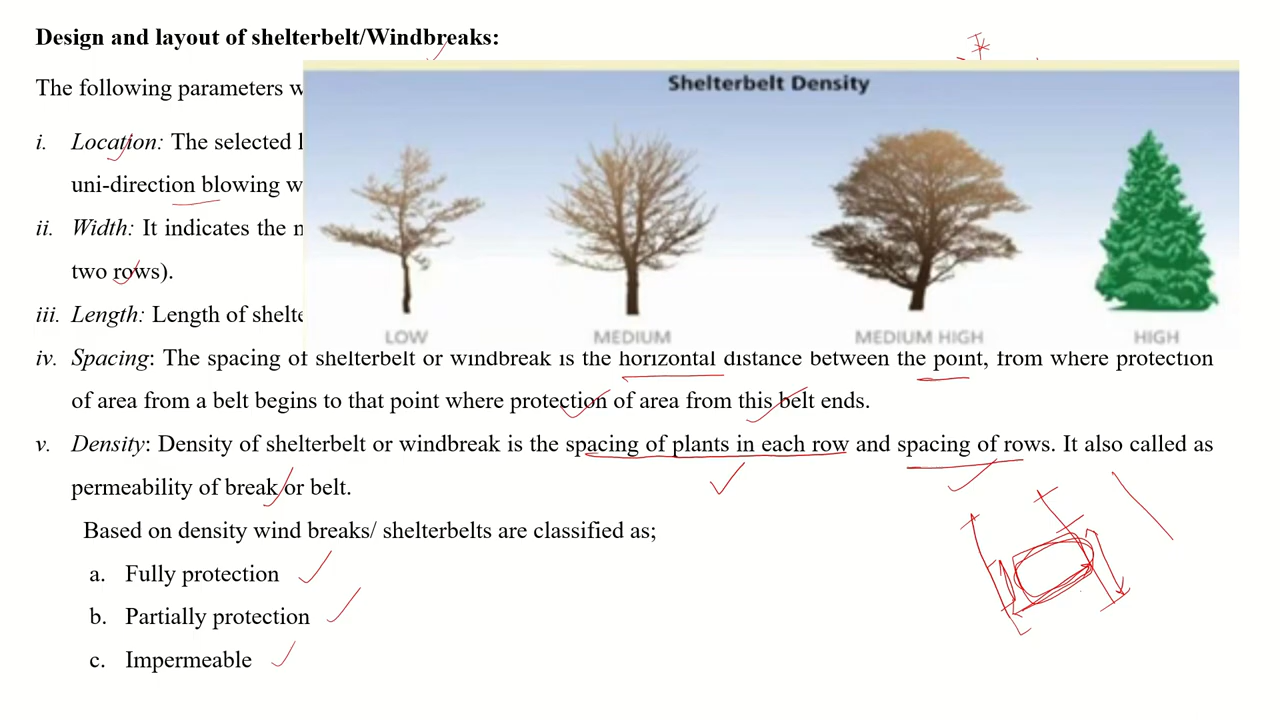 Design and layout of shelterbelt/Windbreaks:
The following parameters w
Shelterbelt Density
i. Location: The selected l
uni-direction blowing w
ii. Width: It indicates the n
two rows).
iii. Length: Length of shelte
LOW MEDIUM MEDIUM HIGH HIGH
iv. Spacing: The spacing of shelterbelt or windbreak is the horizontal distance between the point, from where protection
of area from a belt begins to that point where protection of area from this belt ends.
v. Density: Density of shelterbelt or windbreak is the spacing of plants in each row and spacing of rows. It also called as
permeability of break or belt.
Based on density wind breaks/ shelterbelts are classified as;
a. Fully protection
b. Partially protection
c. Impermeable